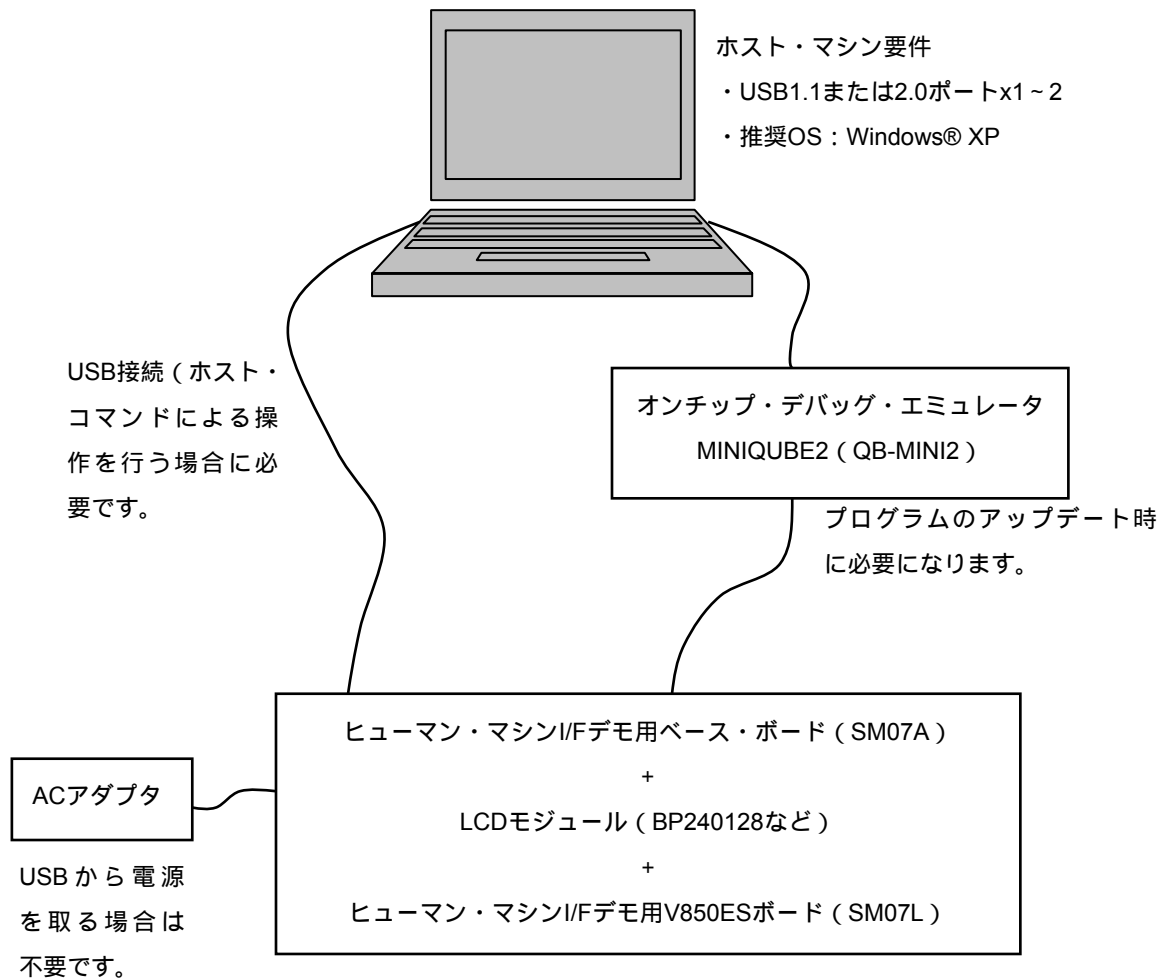 ホスト・マシン要件
・USB1.1または2.0ポートx1~2
・推奨OS：Windows® XP
USB接続（ホスト・
コマンドによる操
作を行う場合に必
要です。
オンチップ・デバッグ・エミュレータ
MINIQUBE2（QB-MINI2）
プログラムのアップデート時
に必要になります。
ヒューマン・マシンI/Fデモ用ベース・ボード（SM07A）
+
LCDモジュール（BP240128など）
+
ヒューマン・マシンI/Fデモ用V850ESボード（SM07L）
ACアダプタ
USBから電源
を取る場合は
不要です。